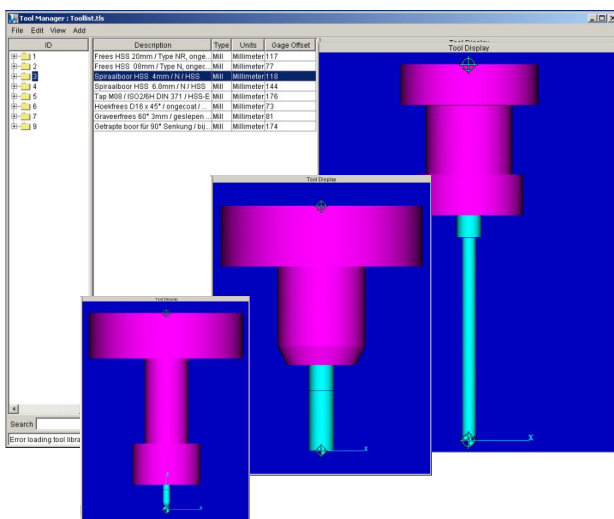 Tool Manager : Toollist.tls
File Edit View Add
ID
1
2
3
4
5
6
7
9
Description Type Units Gage Offset
Frees HSS 20mm / Type NR, onge... Mill Millimeter 117
Frees HSS 08mm / Type N, ongec... Mill Millimeter 77
Spiraalboor HSS 4mm / N / HSS Mill Millimeter 118
Spiraalboor HSS 6.8mm / N / HSS Mill Millimeter 144
Tap M08 / ISO2/6H DIN 371 / HSS-E Mill Millimeter 176
Hoekfrees D16 x 45° / ongecoat / ... Mill Millimeter 73
Graveerfrees 60° 3mm / geslepen ... Mill Millimeter 81
Getrapte boor für 90° Senkung / bij... Mill Millimeter 174
Tool Display
Tool Display
X
Tool Display
X
Tool Display
Search
Error loading tool libra